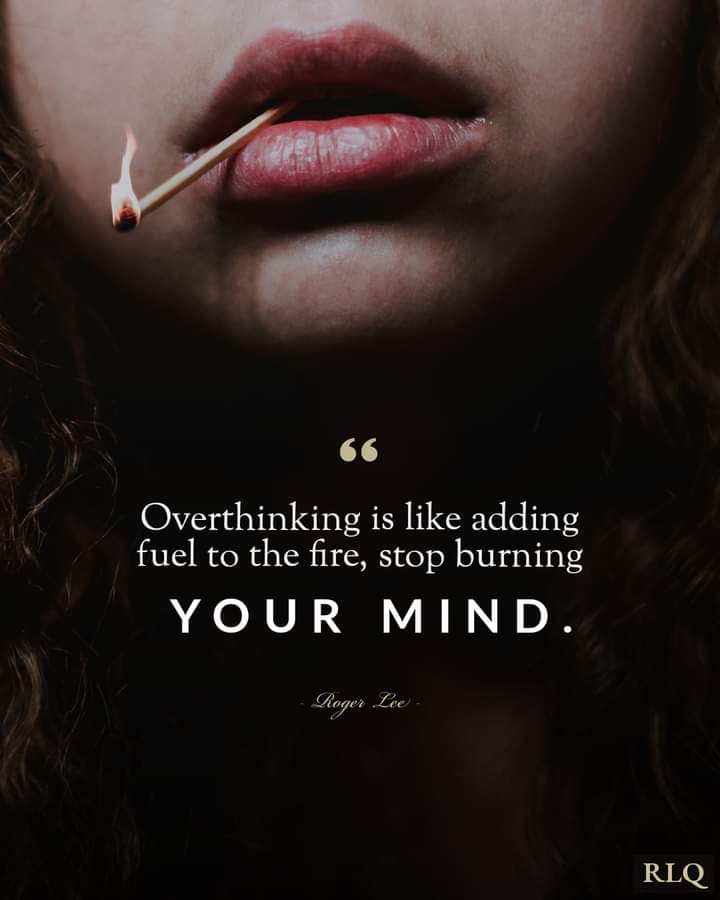 “
Overthinking is like adding
fuel to the fire, stop burning
YOUR MIND.
- Roger Lee -
RLQ